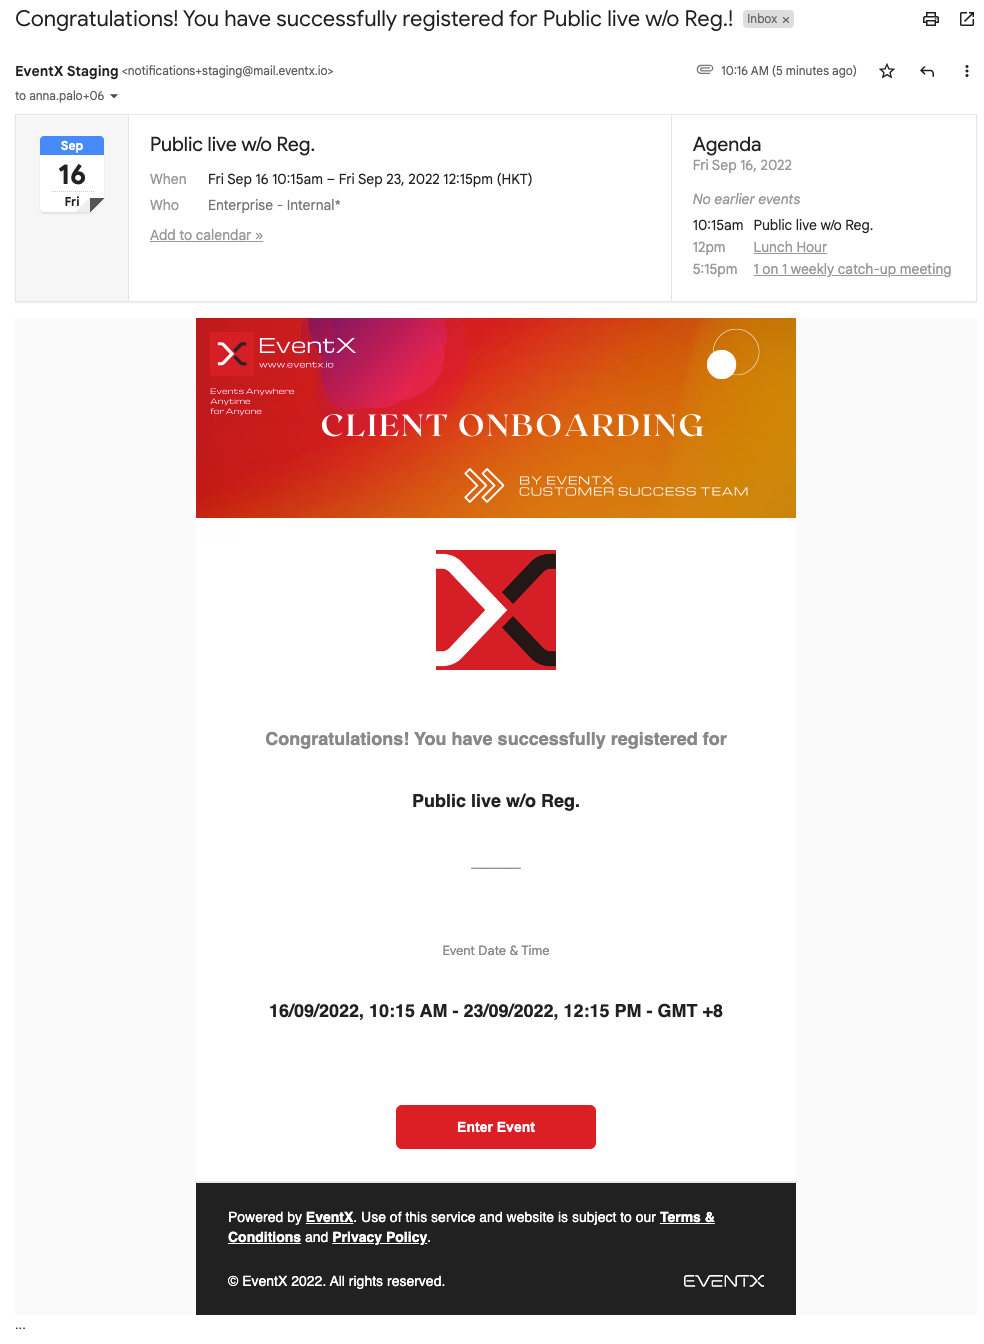 Congratulations! You have successfully registered for Public live w/o Reg.! Inbox ×
EventX Staging <notifications+staging@mail.eventx.io> 10:16 AM (5 minutes ago)
to anna.palo+06
Sep
16
Fri
Public live w/o Reg.
When Fri Sep 16 10:15am – Fri Sep 23, 2022 12:15pm (HKT)
Who Enterprise - Internal*
Add to calendar »
Agenda
Fri Sep 16, 2022
No earlier events
10:15am Public live w/o Reg.
12pm Lunch Hour
5:15pm 1 on 1 weekly catch-up meeting
EventX
www.eventx.io
Events Anywhere
Anytime
for Anyone
CLIENT ONBOARDING
BY EVENTX
CUSTOMER SUCCESS TEAM
Congratulations! You have successfully registered for
Public live w/o Reg.
Event Date & Time
16/09/2022, 10:15 AM - 23/09/2022, 12:15 PM - GMT +8
Enter Event
Powered by EventX. Use of this service and website is subject to our Terms &
Conditions and Privacy Policy.
© EventX 2022. All rights reserved. EVENTX
...